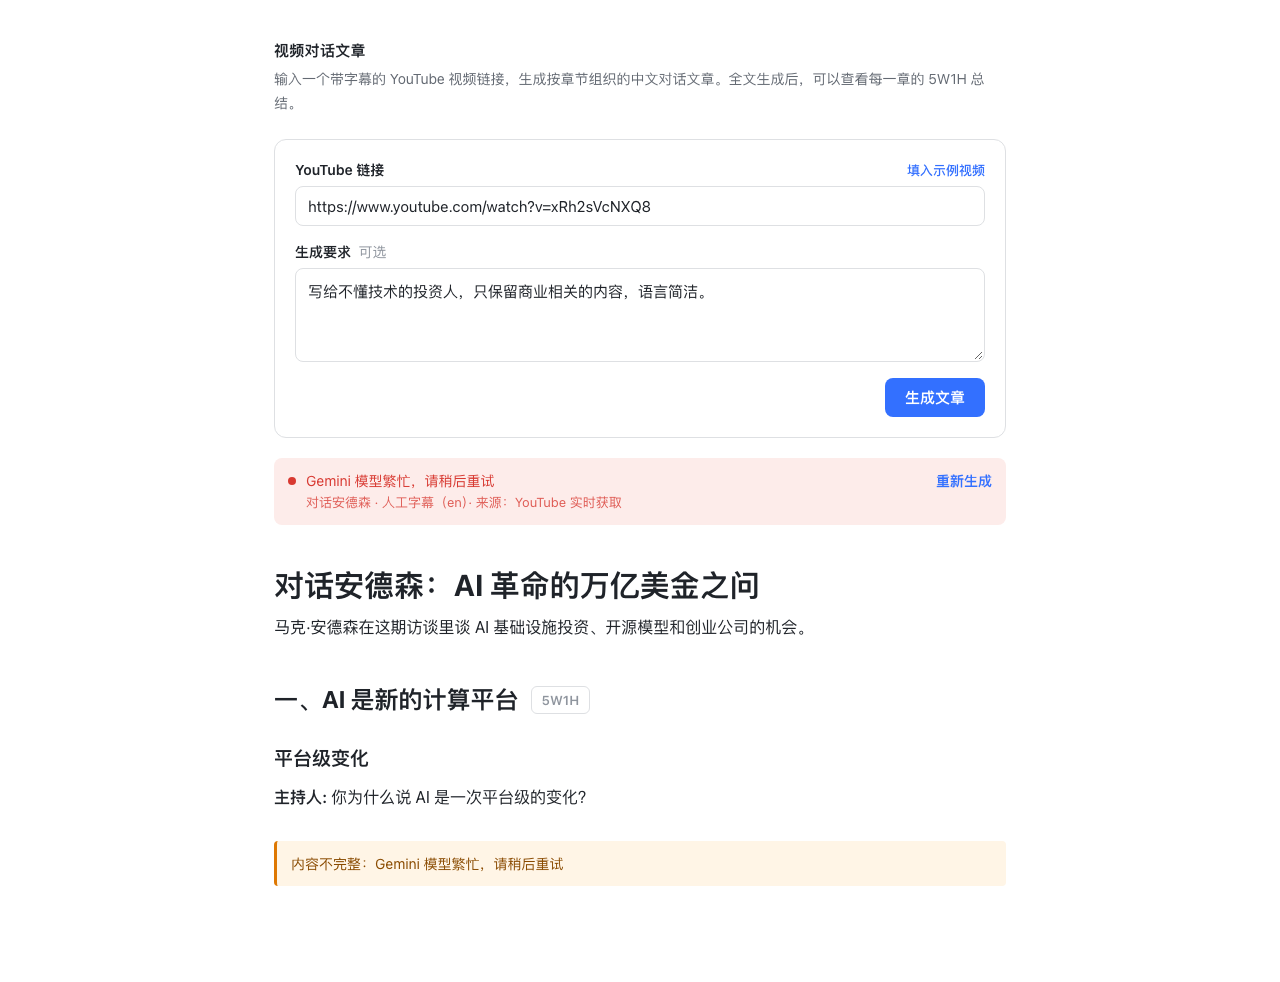 视频对话文章
输入一个带字幕的 YouTube 视频链接，生成按章节组织的中文对话文章。全文生成后，可以查看每一章的 5W1H 总
结。
YouTube 链接
填入示例视频
https://www.youtube.com/watch?v=xRh2sVcNXQ8
生成要求 可选
写给不懂技术的投资人，只保留商业相关的内容，语言简洁。
生成文章
Gemini 模型繁忙，请稍后重试
重新生成
对话安德森 · 人工字幕（en）· 来源：YouTube 实时获取
对话安德森：AI 革命的万亿美金之问
马克·安德森在这期访谈里谈 AI 基础设施投资、开源模型和创业公司的机会。
一、AI 是新的计算平台 5W1H
平台级变化
主持人: 你为什么说 AI 是一次平台级的变化？
内容不完整：Gemini 模型繁忙，请稍后重试